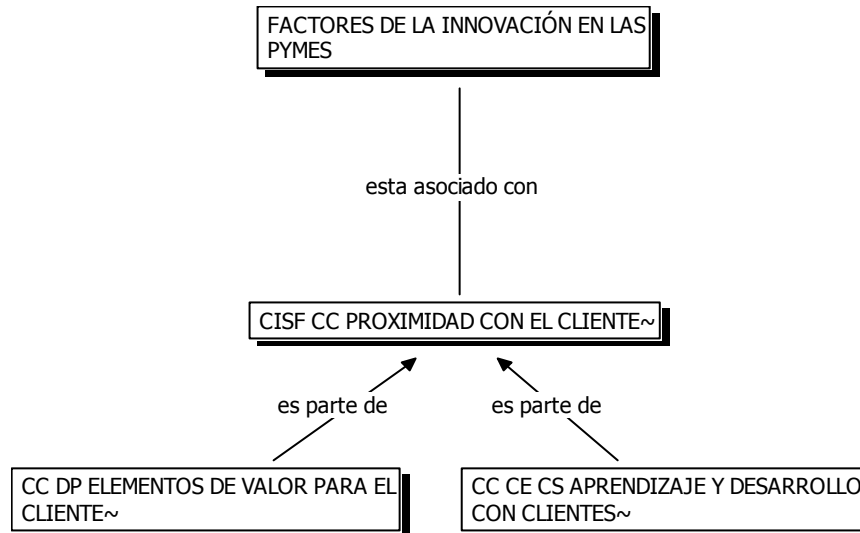 FACTORES DE LA INNOVACIÓN EN LAS
PYMES
esta asociado con
CISF CC PROXIMIDAD CON EL CLIENTE~
es parte de
es parte de
CC DP ELEMENTOS DE VALOR PARA EL
CLIENTE~
CC CE CS APRENDIZAJE Y DESARROLLO
CON CLIENTES~